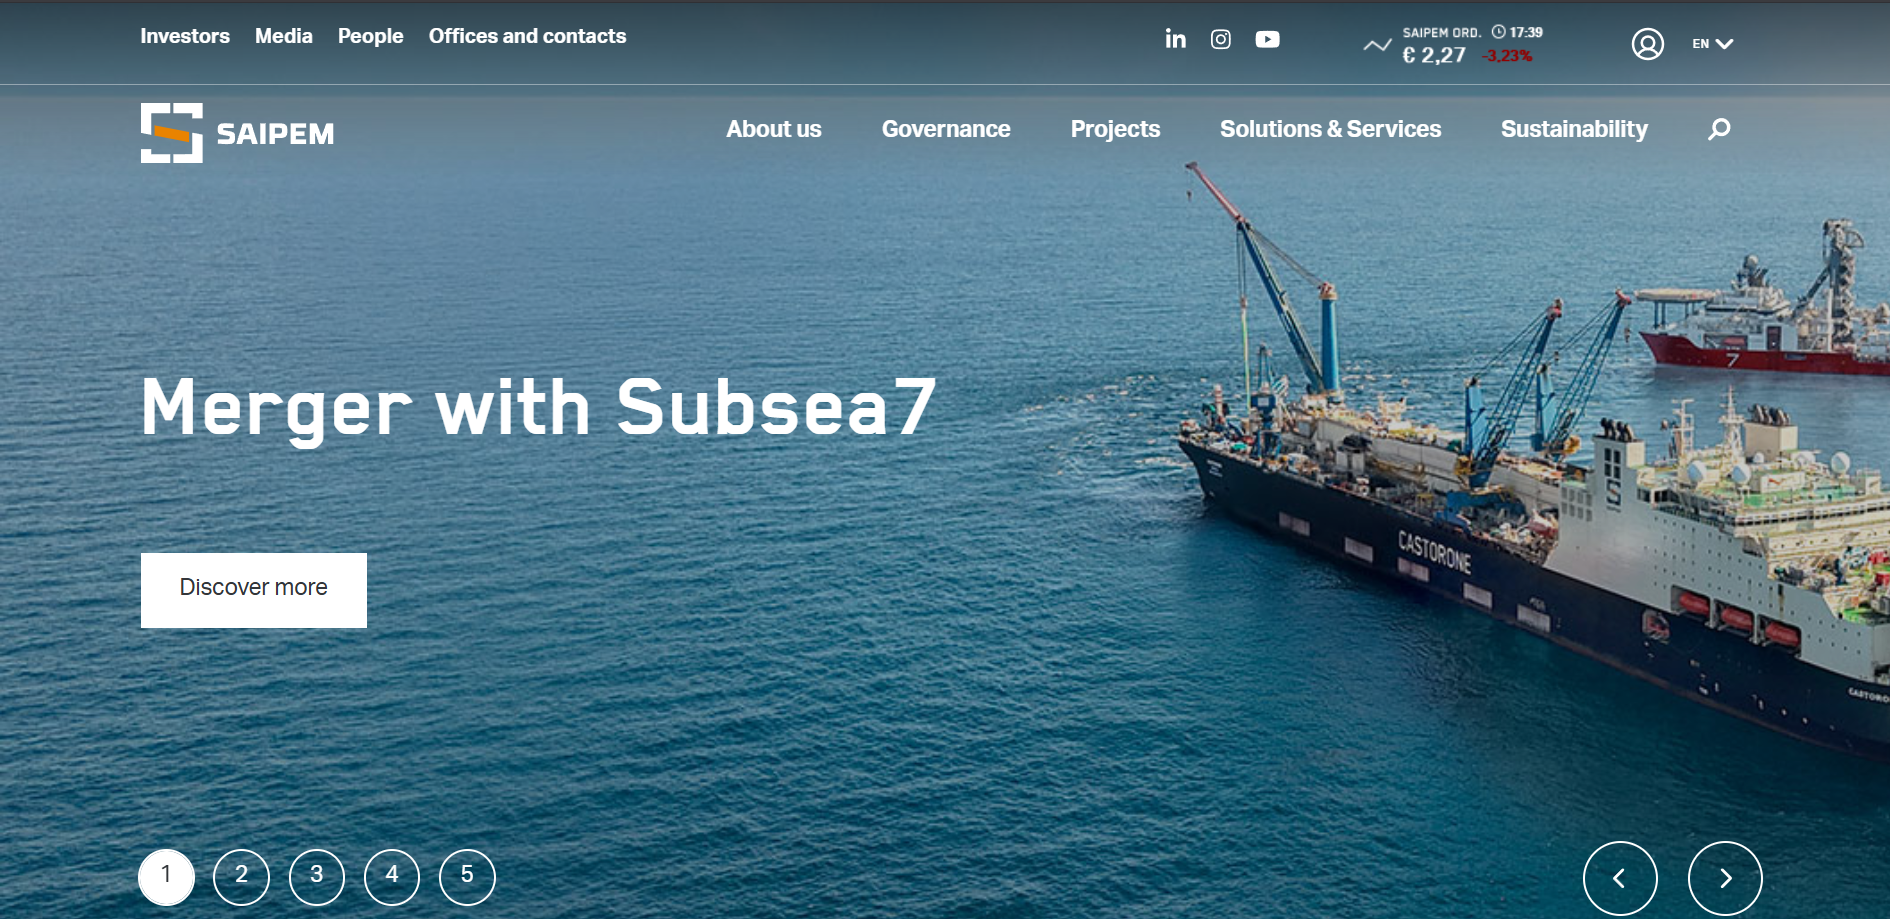 Investors Media People Offices and contacts
SAIPEM ORD. 17:39
€ 2,27 -3,23%
EN
SAIPEM
About us Governance Projects Solutions & Services Sustainability
Merger with Subsea7
Discover more
7
CASTORONE
1 2 3 4 5